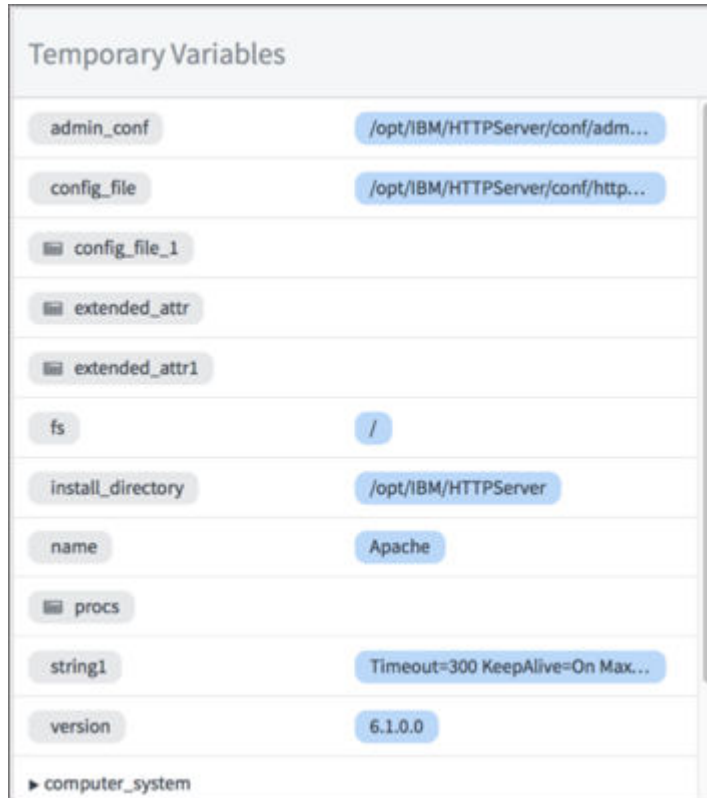 Temporary Variables
admin_conf /opt/IBM/HTTPServer/conf/adm...
config_file /opt/IBM/HTTPServer/conf/http...
config_file_1
extended_attr
extended_attr1
fs /
install_directory /opt/IBM/HTTPServer
name Apache
procs
string1 Timeout=300 KeepAlive=On Max...
version 6.1.0.0
computer_system